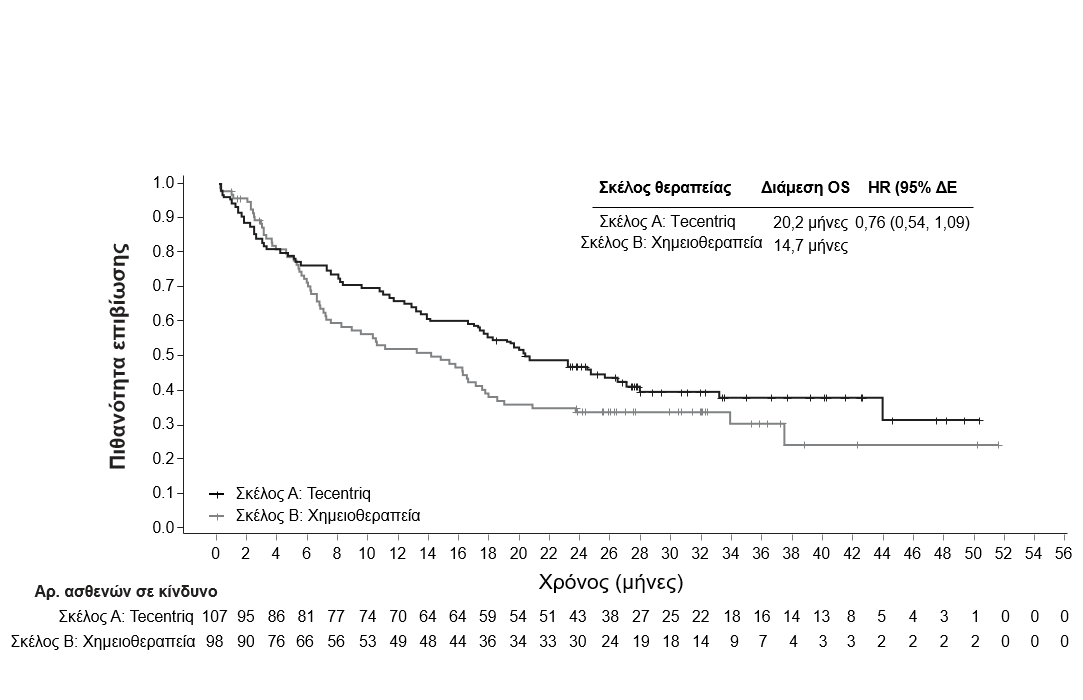 Σκέλος θεραπείας Διάμεση OS HR (95% ΔΕ
Σκέλος Α: Tecentriq 20,2 μήνες 0,76 (0,54, 1,09)
Σκέλος Β: Χημειοθεραπεία 14,7 μήνες
Πιθανότητα επιβίωσης
1.0
0.9
0.8
0.7
0.6
0.5
0.4
0.3
0.2
0.1
0.0
Σκέλος Α: Tecentriq
Σκέλος Β: Χημειοθεραπεία
0 2 4 6 8 10 12 14 16 18 20 22 24 26 28 30 32 34 36 38 40 42 44 46 48 50 52 54 56
Χρόνος (μήνες)
Αρ. ασθενών σε κίνδυνο
Σκέλος Α: Tecentriq 107 95 86 81 77 74 70 64 64 59 54 51 43 38 27 25 22 18 16 14 13 8 5 4 3 1 0 0 0
Σκέλος Β: Χημειοθεραπεία 98 90 76 66 56 53 49 48 44 36 34 33 30 24 19 18 14 9 7 4 3 3 2 2 2 2 0 0 0